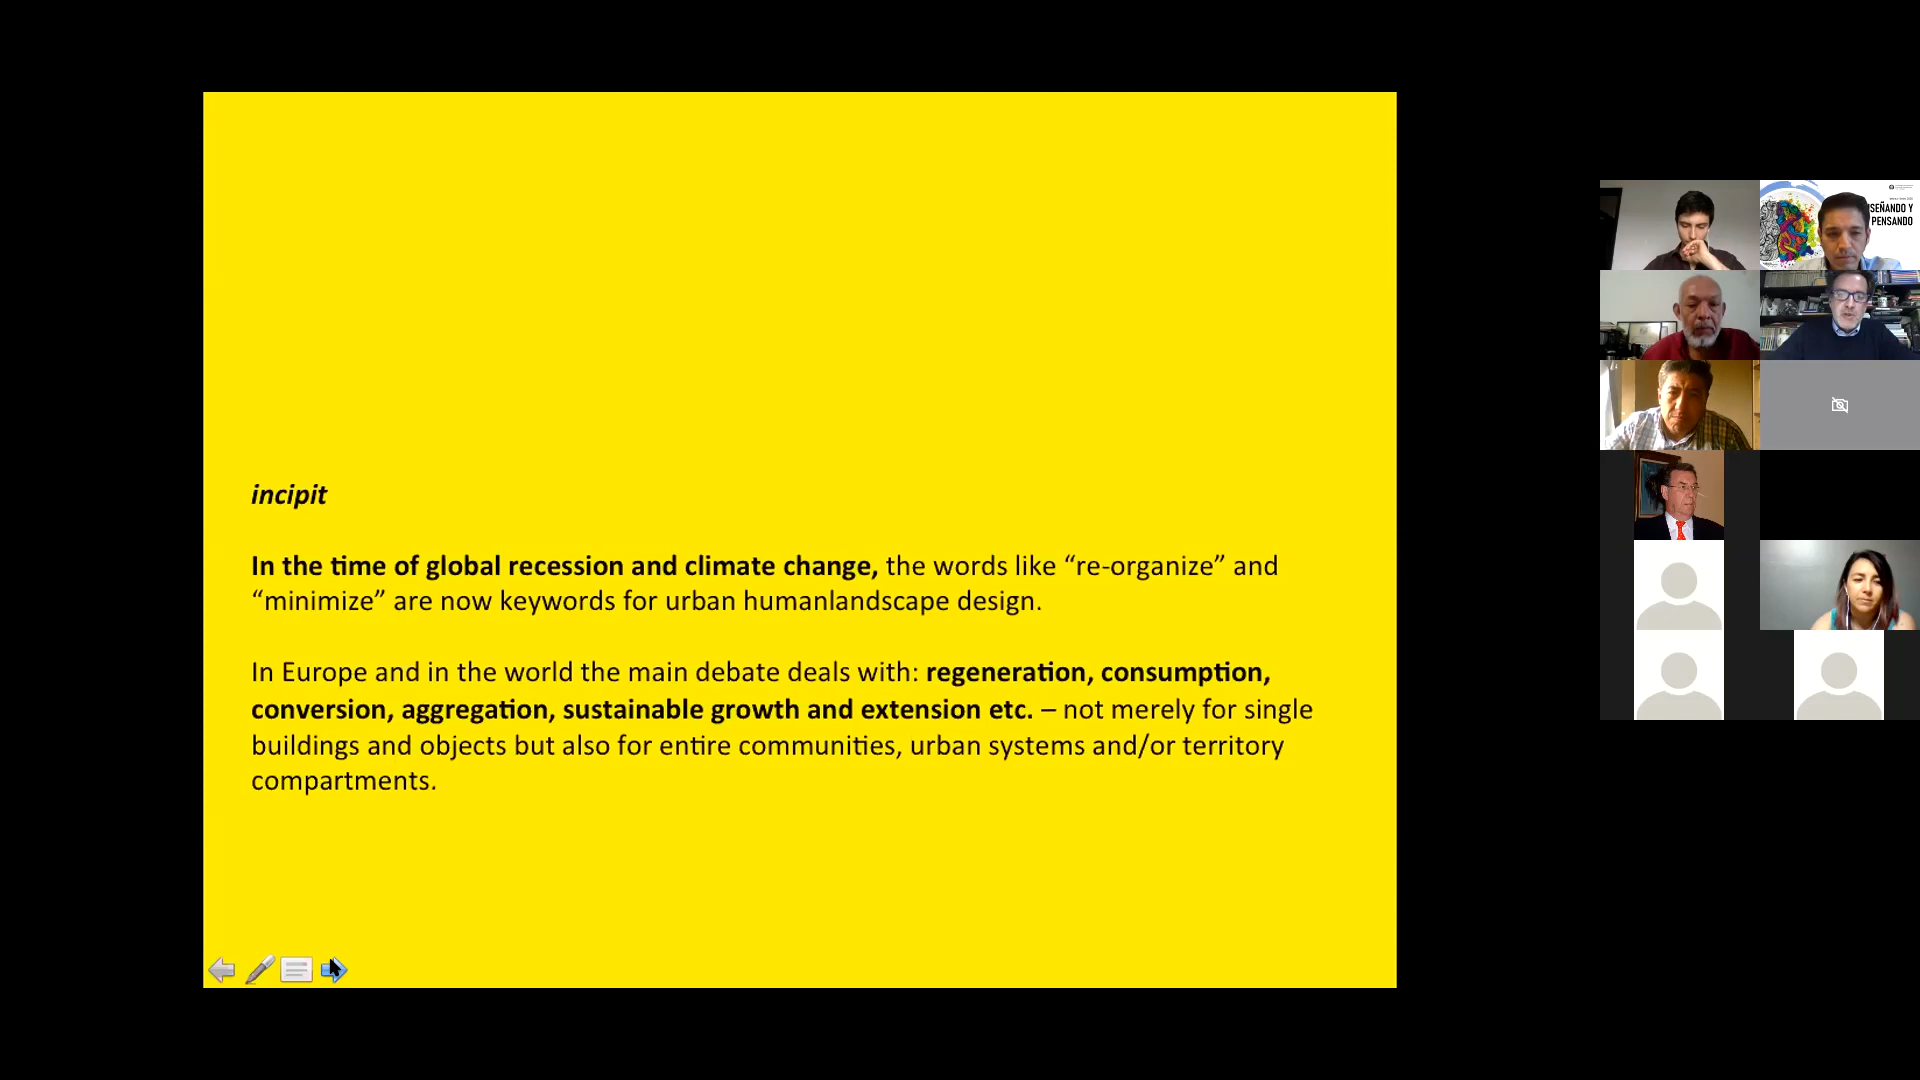 incipit
In the time of global recession and climate change, the words like “re-organize” and
“minimize” are now keywords for urban humanlandscape design.
In Europe and in the world the main debate deals with: regeneration, consumption,
conversion, aggregation, sustainable growth and extension etc. – not merely for single
buildings and objects but also for entire communities, urban systems and/or territory
compartments.
PENSANDO